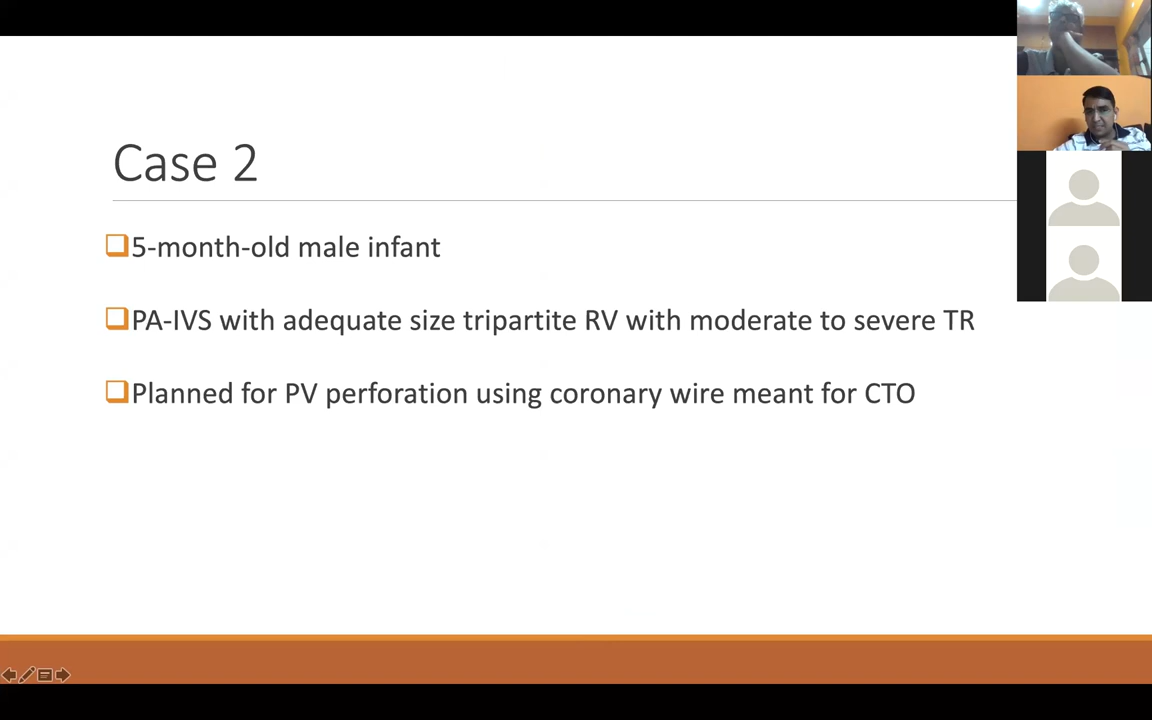 Case 2
5-month-old male infant
PA-IVS with adequate size tripartite RV with moderate to severe TR
Planned for PV perforation using coronary wire meant for CTO